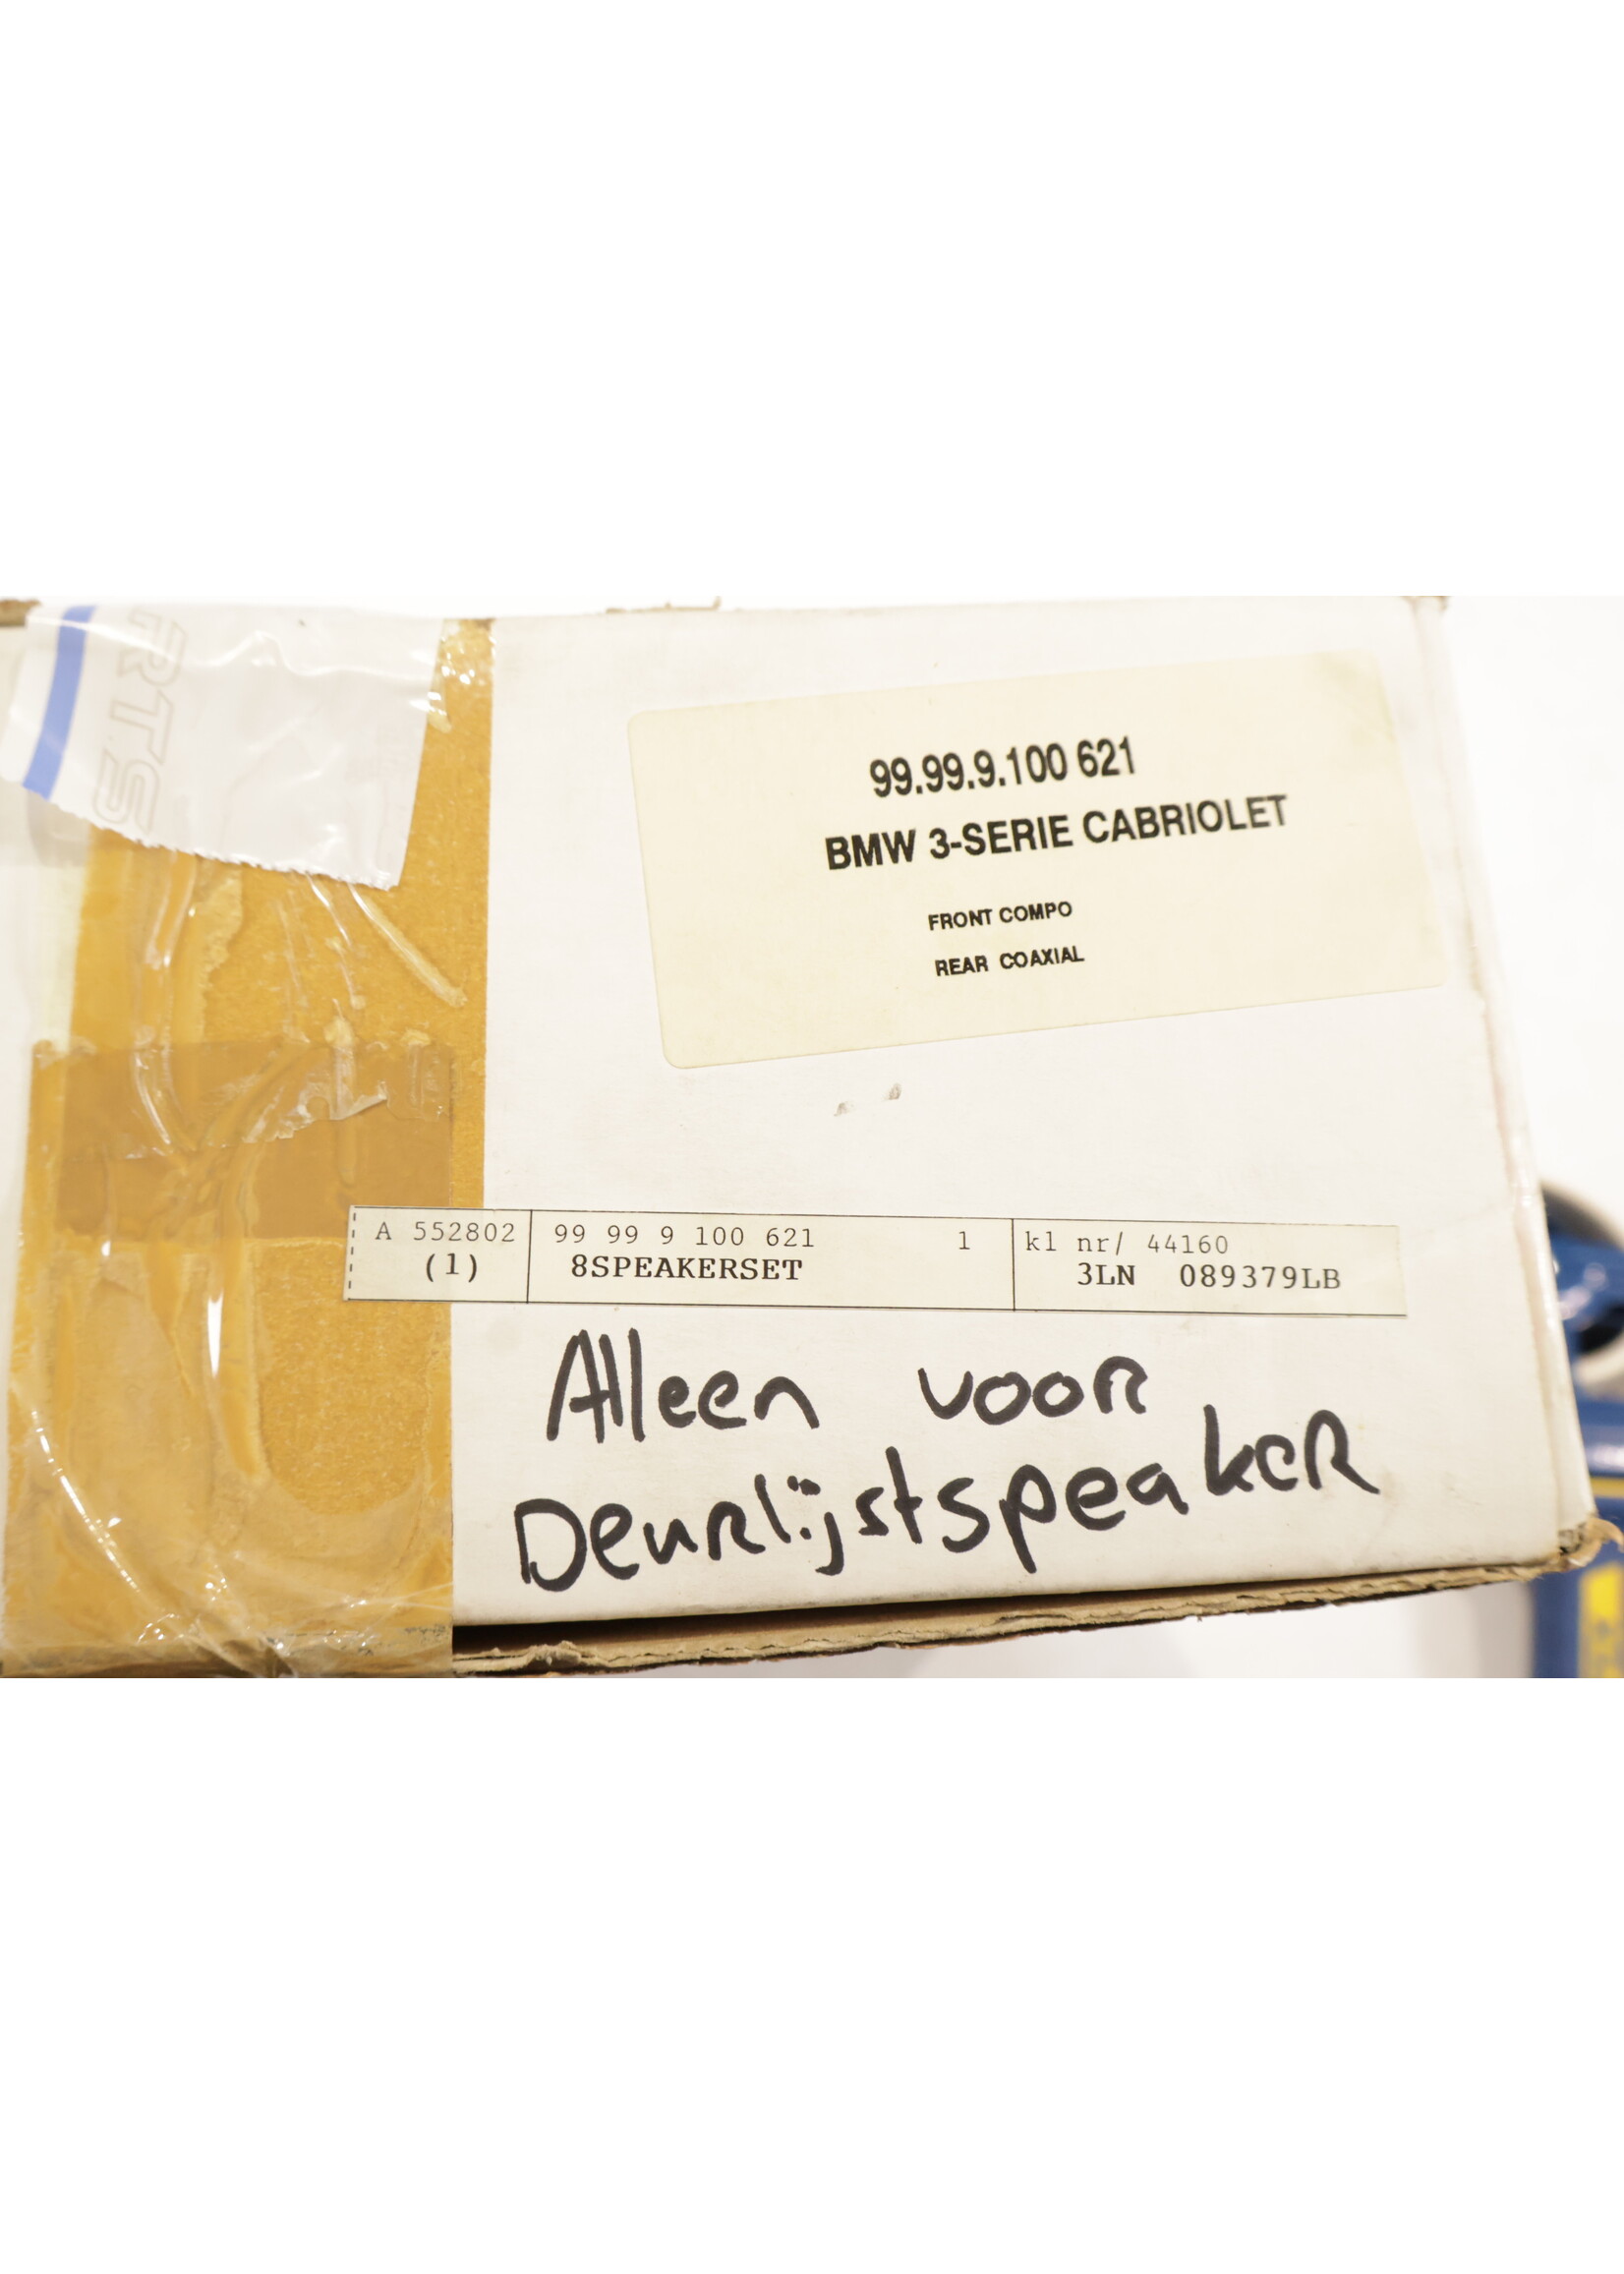 RTS
99.99.9.100 621
BMW 3-SERIE CABRIOLET
FRONT COMPO
REAR COAXIAL
A 552802 99 99 9 100 621 1 kl nr/ 44160
(1) 8SPEAKERSET 3LN 089379LB
Alleen voor
Deurlijstspeaker